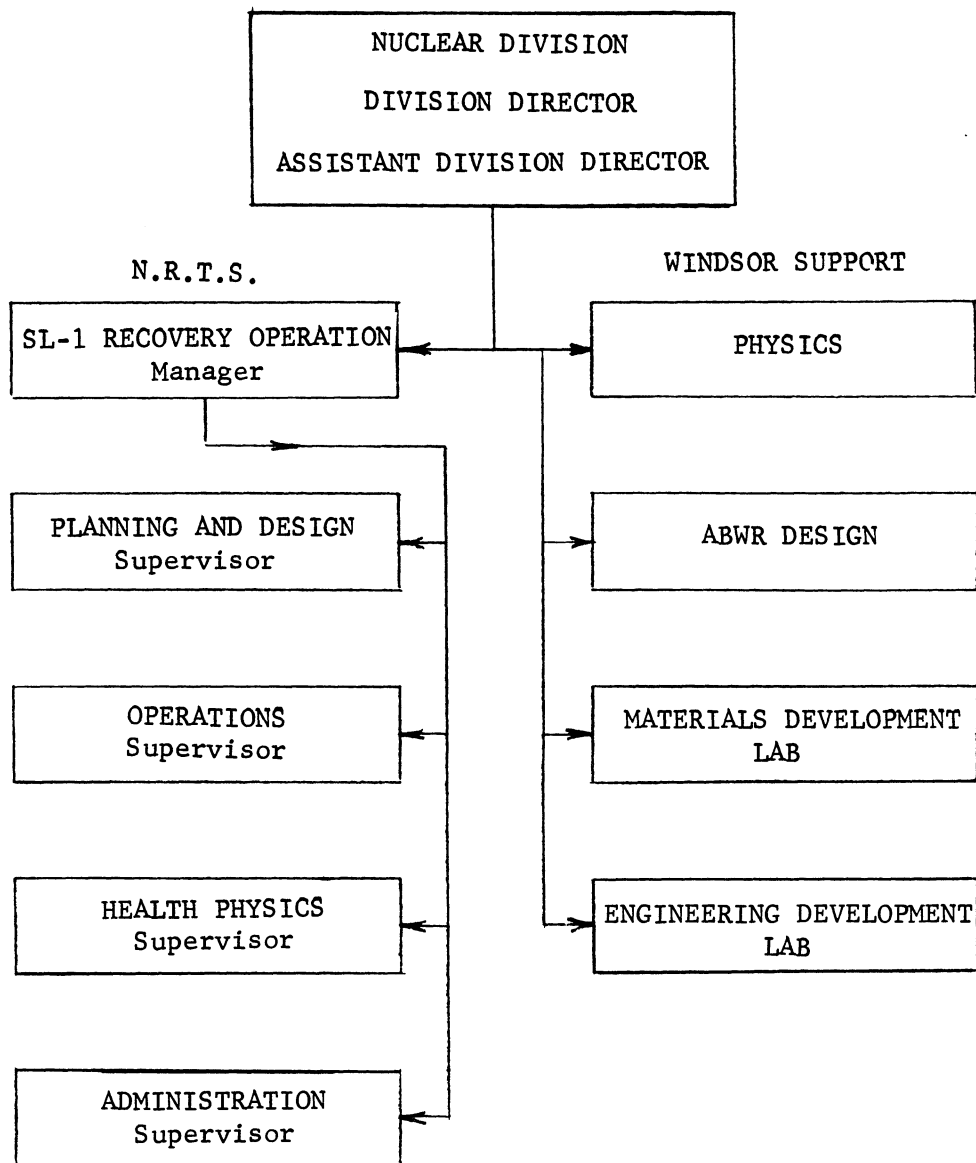 NUCLEAR DIVISION
DIVISION DIRECTOR
ASSISTANT DIVISION DIRECTOR
N.R.T.S.
SL-1 RECOVERY OPERATION
Manager
PLANNING AND DESIGN
Supervisor
OPERATIONS
Supervisor
HEALTH PHYSICS
Supervisor
ADMINISTRATION
Supervisor
WINDSOR SUPPORT
PHYSICS
ABWR DESIGN
MATERIALS DEVELOPMENT
LAB
ENGINEERING DEVELOPMENT
LAB